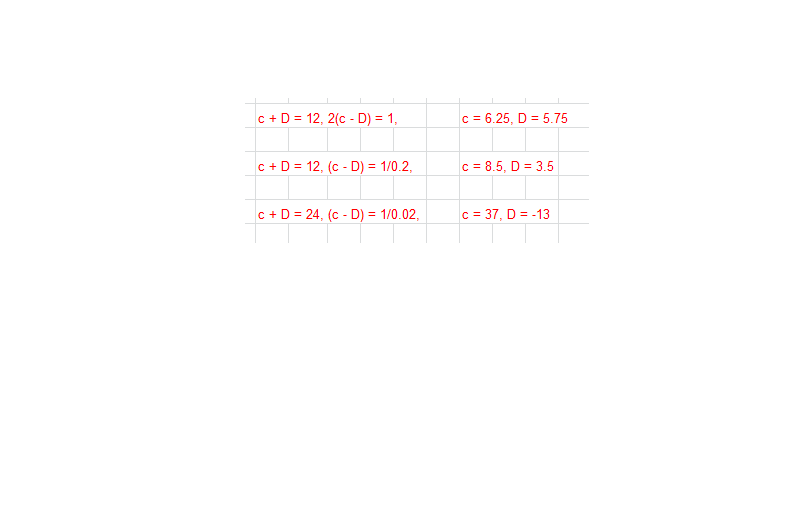 c + D = 12, 2(c - D) = 1, c = 6.25, D = 5.75
c + D = 12, (c - D) = 1/0.2, c = 8.5, D = 3.5
c + D = 24, (c - D) = 1/0.02, c = 37, D = -13